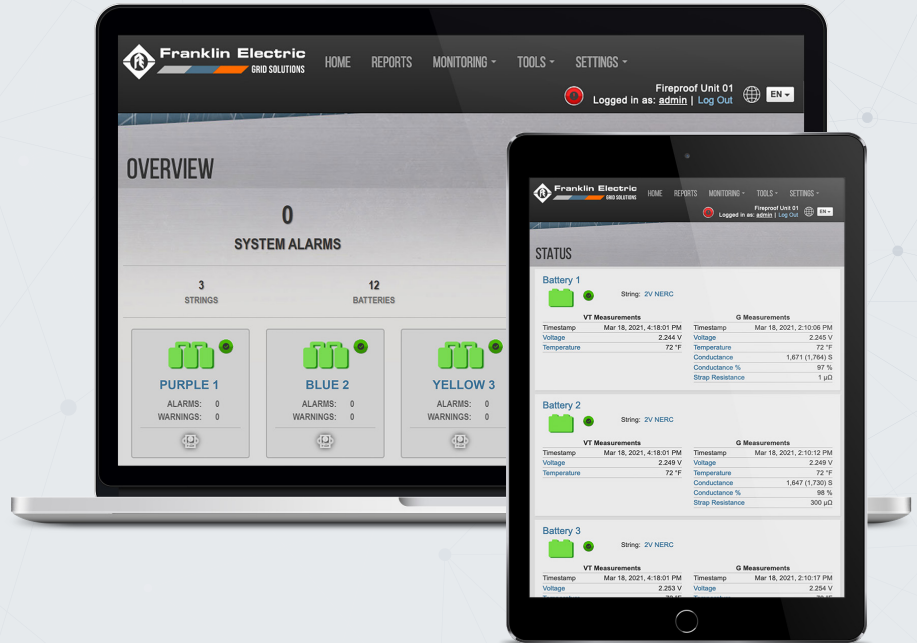 Franklin Electric
GRID SOLUTIONS
HOME REPORTS MONITORING TOOLS SETTINGS
Fireproof Unit 01
Logged in as: admin | Log Out EN
OVERVIEW
0
SYSTEM ALARMS
3 12
STRINGS BATTERIES
PURPLE 1 BLUE 2 YELLOW 3
ALARMS: 0 ALARMS: 0 ALARMS: 0
WARNINGS: 0 WARNINGS: 0 WARNINGS: 0
Franklin Electric
GRID SOLUTIONS
HOME REPORTS MONITORING TOOLS SETTINGS
Fireproof Unit 01
Logged in as: admin | Log Out EN
STATUS
Battery 1
String: 2V NERC
VT Measurements G Measurements
Timestamp Mar 18, 2021, 4:18:01 PM Timestamp Mar 18, 2021, 2:10:06 PM
Voltage 2.244 V Voltage 2.245 V
Temperature 72 °F Temperature 72 °F
Conductance 1,671 (1,764) S
Conductance % 97 %
Strap Resistance 1 µΩ
Battery 2
String: 2V NERC
VT Measurements G Measurements
Timestamp Mar 18, 2021, 4:18:01 PM Timestamp Mar 18, 2021, 2:10:12 PM
Voltage 2.249 V Voltage 2.249 V
Temperature 72 °F Temperature 72 °F
Conductance 1,647 (1,730) S
Conductance % 98 %
Strap Resistance 300 µΩ
Battery 3
String: 2V NERC
VT Measurements G Measurements
Timestamp Mar 18, 2021, 4:18:01 PM Timestamp Mar 18, 2021, 2:10:17 PM
Voltage 2.253 V Voltage 2.254 V